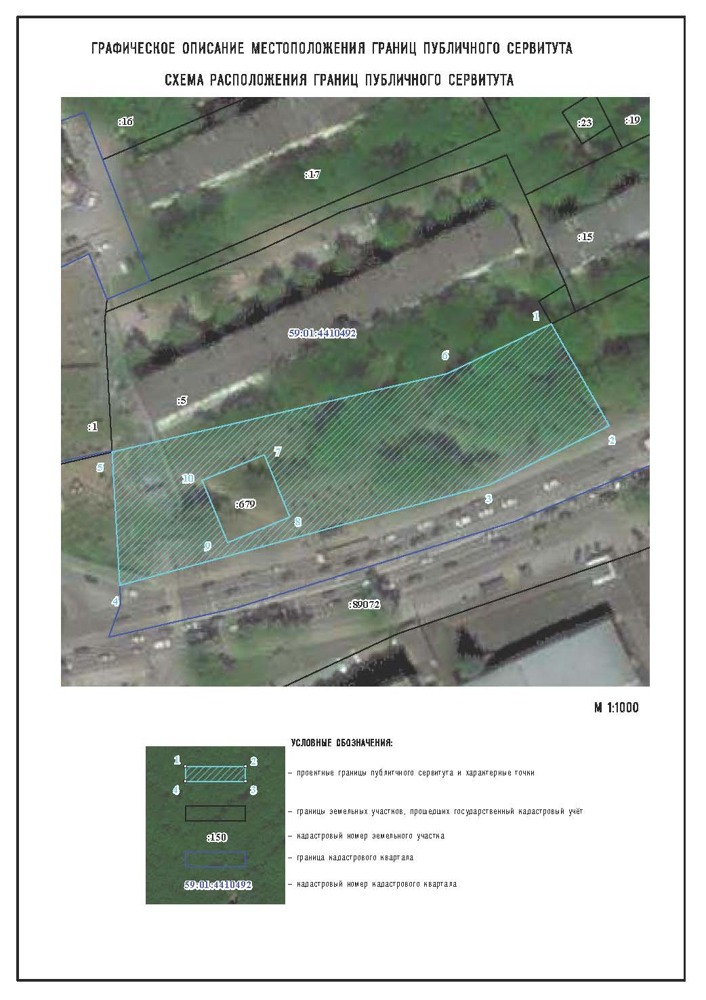 ГРАФИЧЕСКОЕ ОПИСАНИЕ МЕСТОПОЛОЖЕНИЯ ГРАНИЦ ПУБЛИЧНОГО СЕРВИТУТА
СХЕМА РАСПОЛОЖЕНИЯ ГРАНИЦ ПУБЛИЧНОГО СЕРВИТУТА
:16
:23
:19
:17
:15
1
59:01:4410492
6
:5
:1
2
5
7
10
3
:679
8
9
4
:89072
М 1:1000
УСЛОВНЫЕ ОБОЗНАЧЕНИЯ:
1 2
4 3
– проектные границы публитчного сервитута и характерные точки
– границы земельных участков, прошедших государственный кадастровый учёт
:150
– кадастровый номер земельного участка
– граница кадастрового квартала
59:01:4410492
– кадастровый номер кадастрового квартала